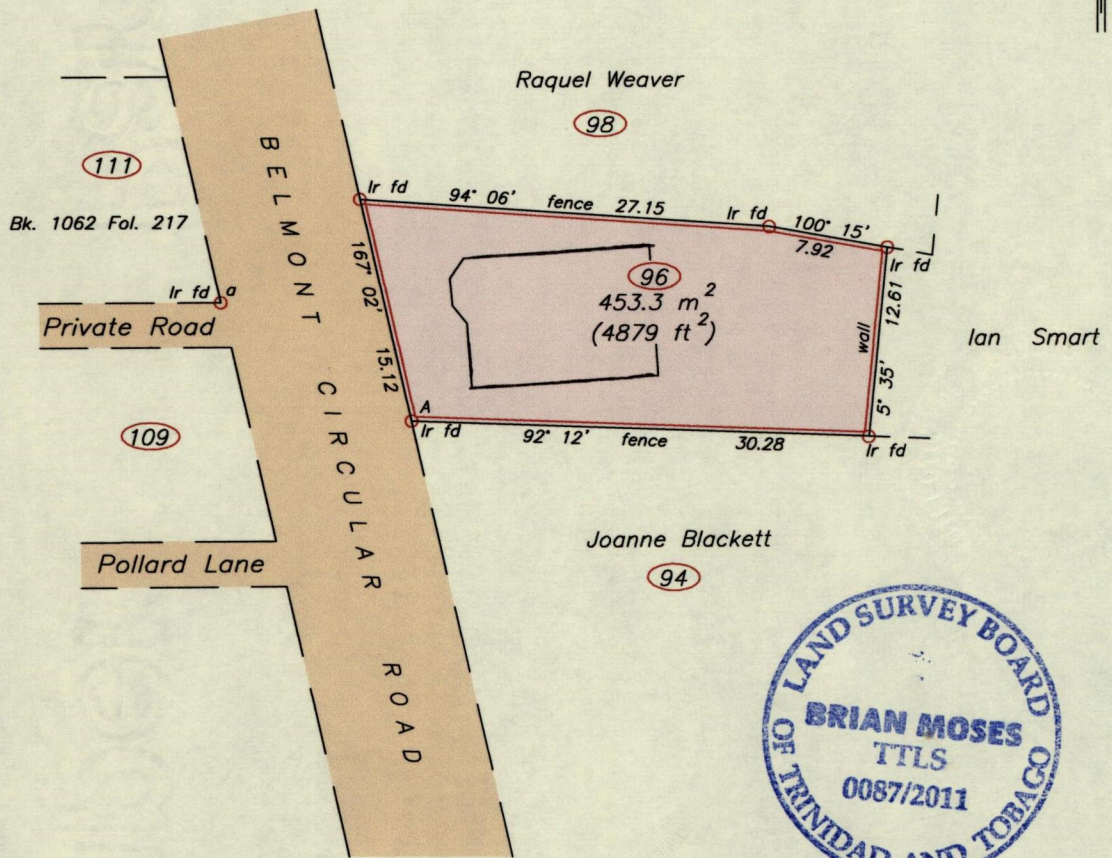 Raquel Weaver
98
111
Bk. 1062 Fol. 217
Ir fd
94° 06' fence 27.15
Ir fd
100° 15'
7.92
Ir fd
BELMONT CIRCULAR ROAD
167° 02' 15.12
96
453.3 m²
(4879 ft²)
wall
5° 35' 12.61
Ian Smart
Ir fd a
Private Road
A
Ir fd
92° 12' fence 30.28
Ir fd
109
Joanne Blackett
94
Pollard Lane
LAND SURVEY BOARD
BRIAN MOSES
TTLS
0087/2011
OF TRINIDAD AND TOBAGO